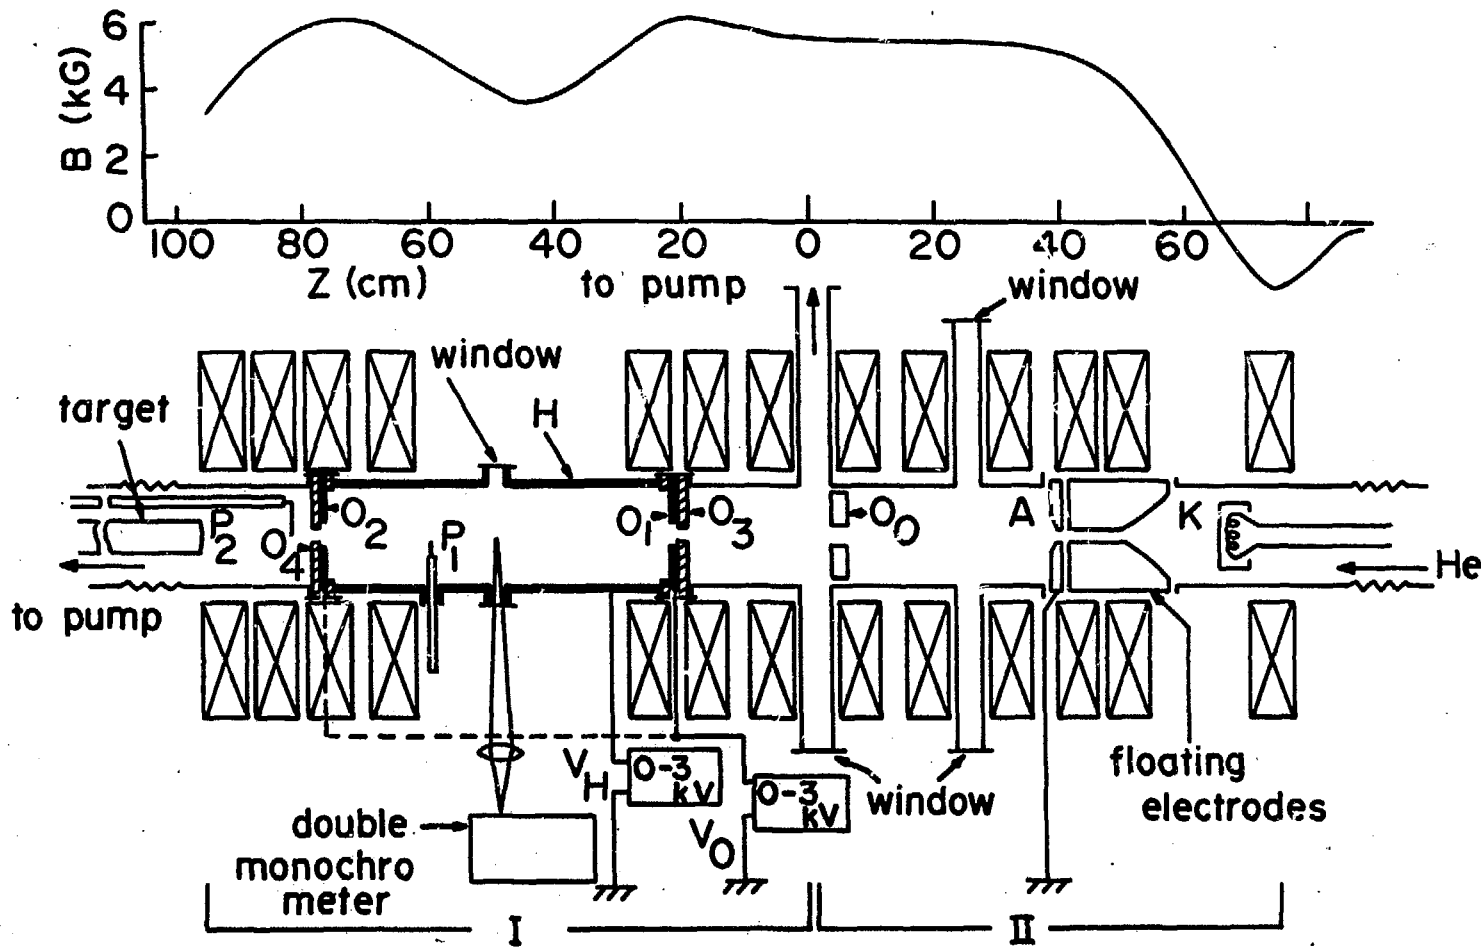 B (kG)
6
4
2
0
100 80 60 40 20 0 20 40 60
Z (cm)
to pump
window
window
target
H
P2
O4
O2
P1
O1
O3
O0
A
K
He
to pump
VH
0-3 kV
0-3 kV
VO
window
floating
electrodes
double
monochro
meter
I
II